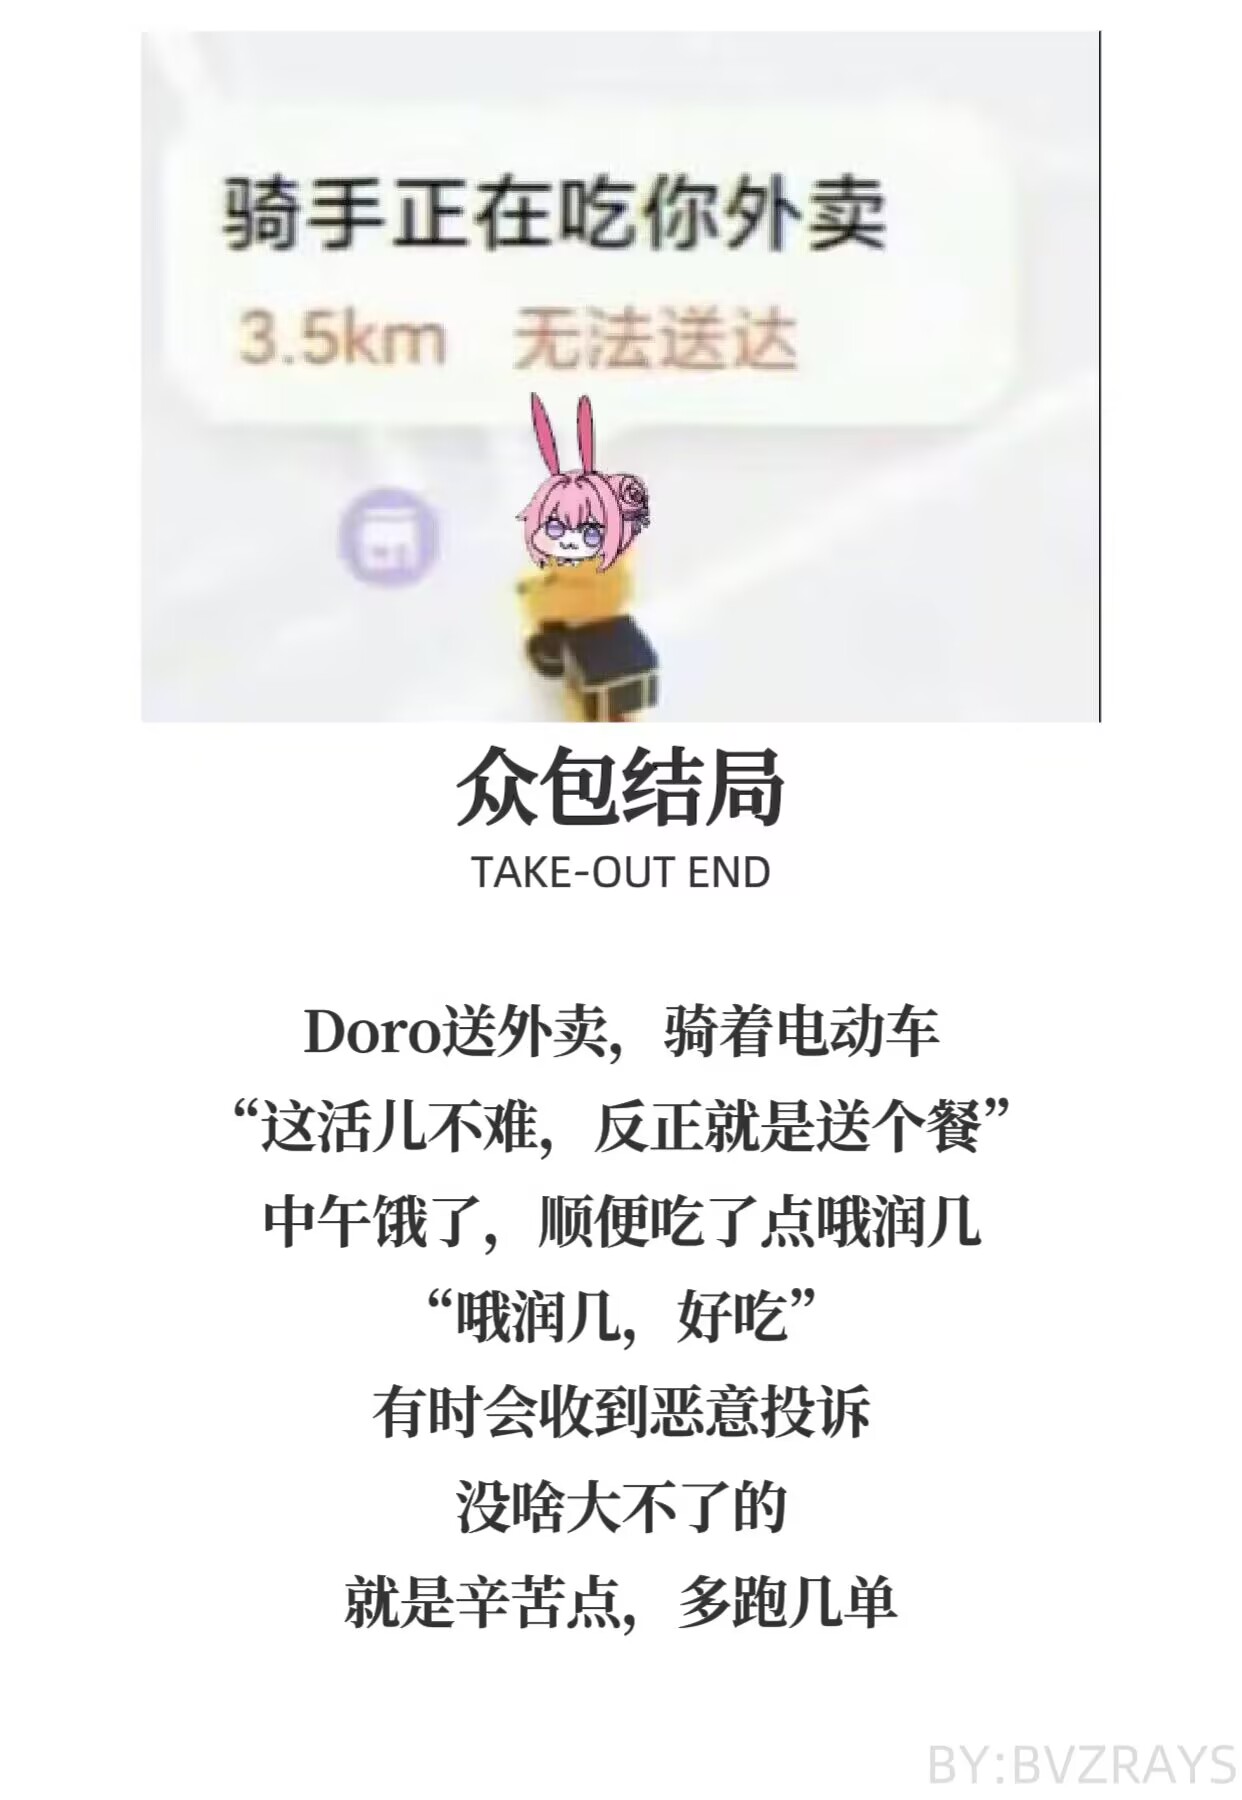 骑手正在吃你外卖
3.5km 无法送达
众包结局
TAKE-OUT END
Doro送外卖，骑着电动车
“这活儿不难，反正就是送个餐”
中午饿了，顺便吃了点哦润几
“哦润几，好吃”
有时会收到恶意投诉
没啥大不了的
就是辛苦点，多跑几单
BY:BVZRAYS